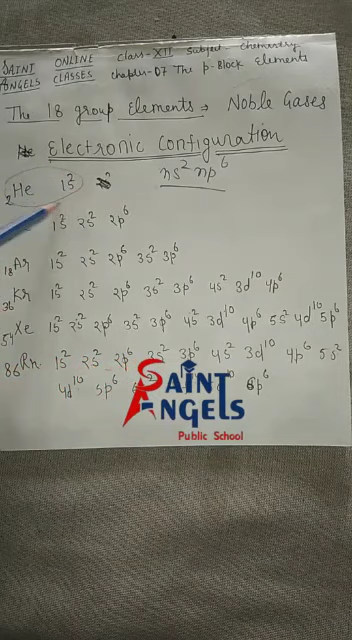 SAINT ONLINE Class-XII Subject- Chemistry
ANGELS CLASSES chapter-07 The p-Block Elements
The 18 group Elements → Noble Gases
Electronic Configuration
ns² np⁶
₂He 1s²
1s² 2s² 2p⁶
₁₈Ar 1s² 2s² 2p⁶ 3s² 3p⁶
₃₆Kr 1s² 2s² 2p⁶ 3s² 3p⁶ 4s² 3d¹⁰ 4p⁶
₅₄Xe 1s² 2s² 2p⁶ 3s² 3p⁶ 4s² 3d¹⁰ 4p⁶ 5s² 4d¹⁰ 5p⁶
₈₆Rn 1s² 2s² 2p⁶ 3s² 3p⁶ 4s² 3d¹⁰ 4p⁶ 5s²
4d¹⁰ 5p⁶ 6p⁶
SAINT
ANGELS
Public School